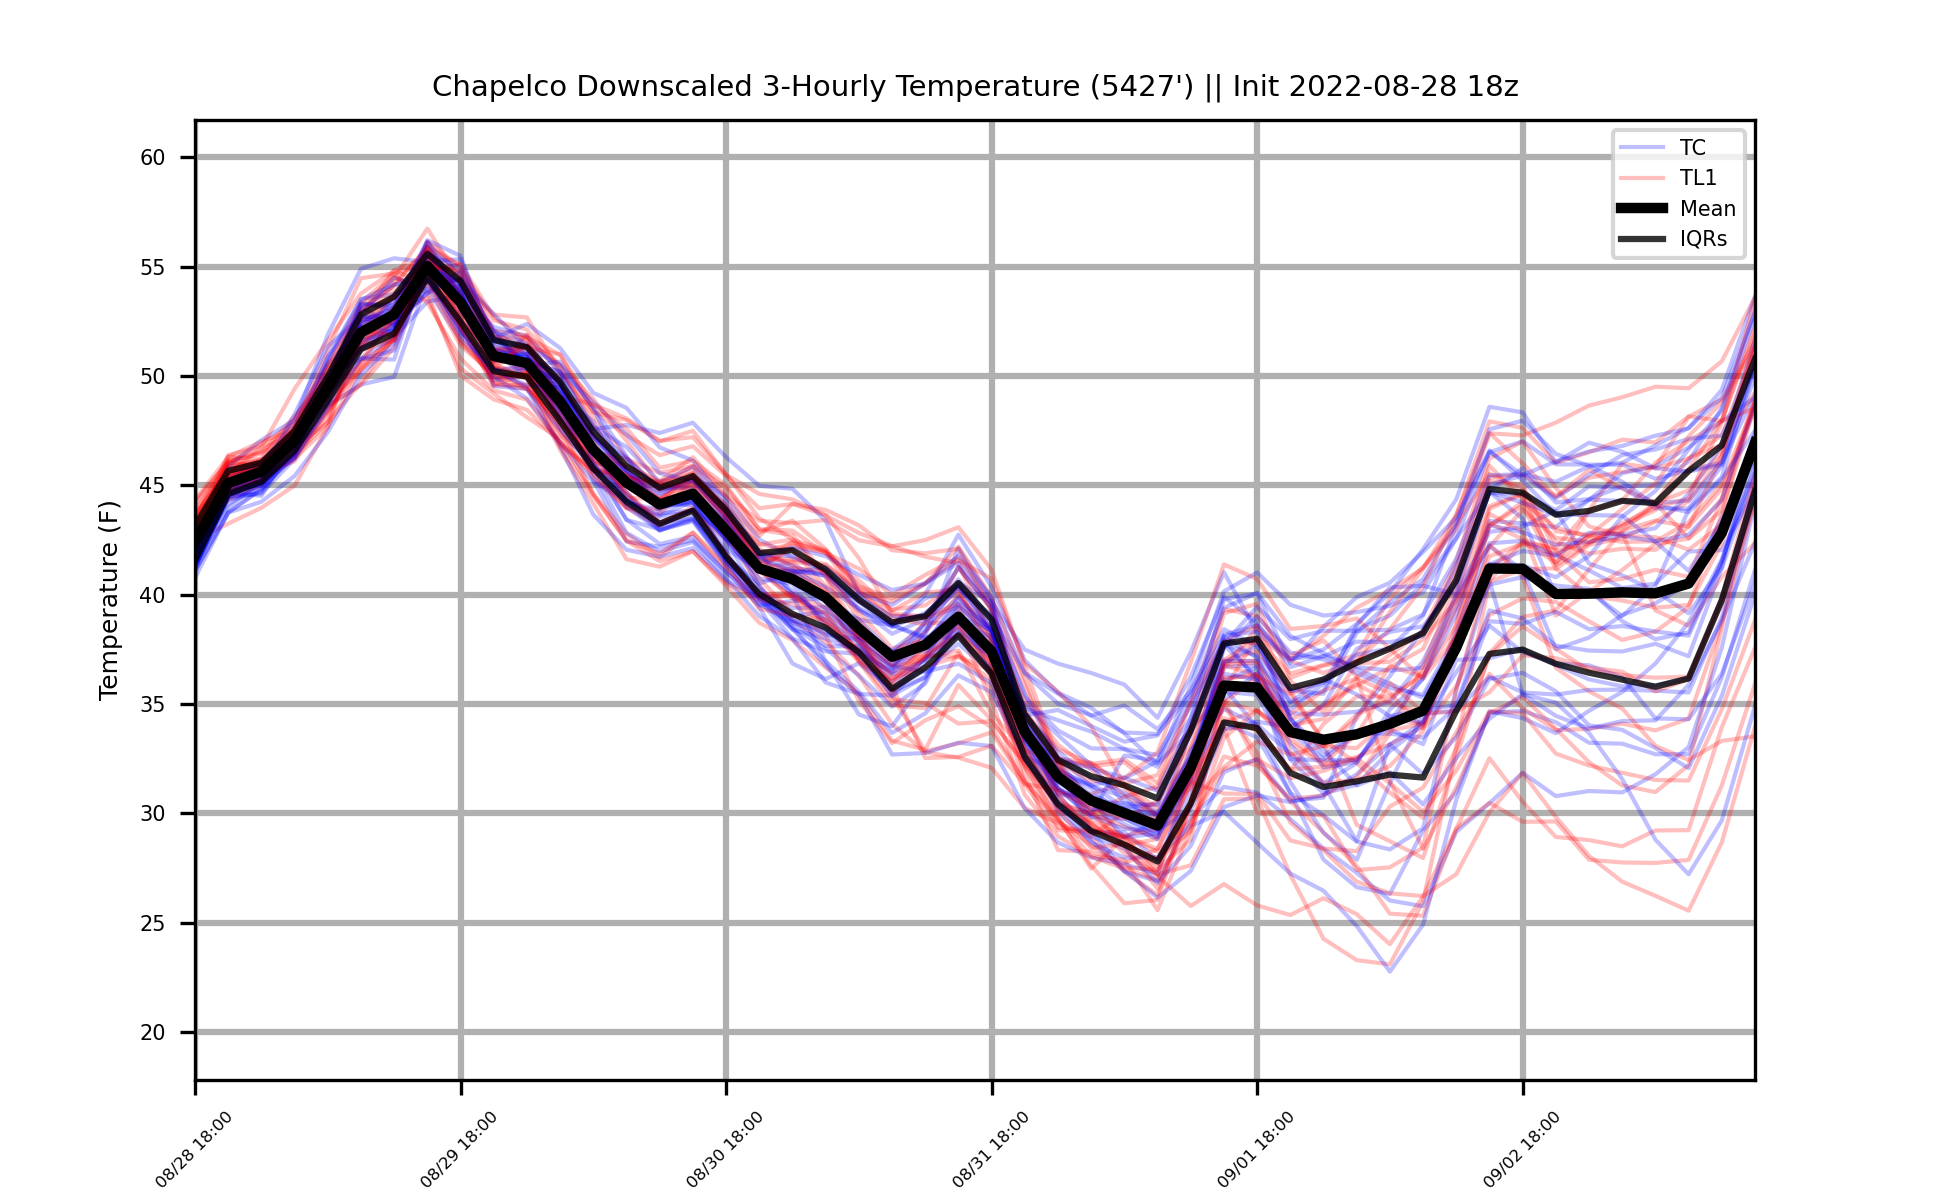 Chapelco Downscaled 3-Hourly Temperature (5427') || Init 2022-08-28 18z
TC
TL1
Mean
IQRs
Temperature (F)
60
55
50
45
40
35
30
25
20
08/28 18:00
08/29 18:00
08/30 18:00
08/31 18:00
09/01 18:00
09/02 18:00